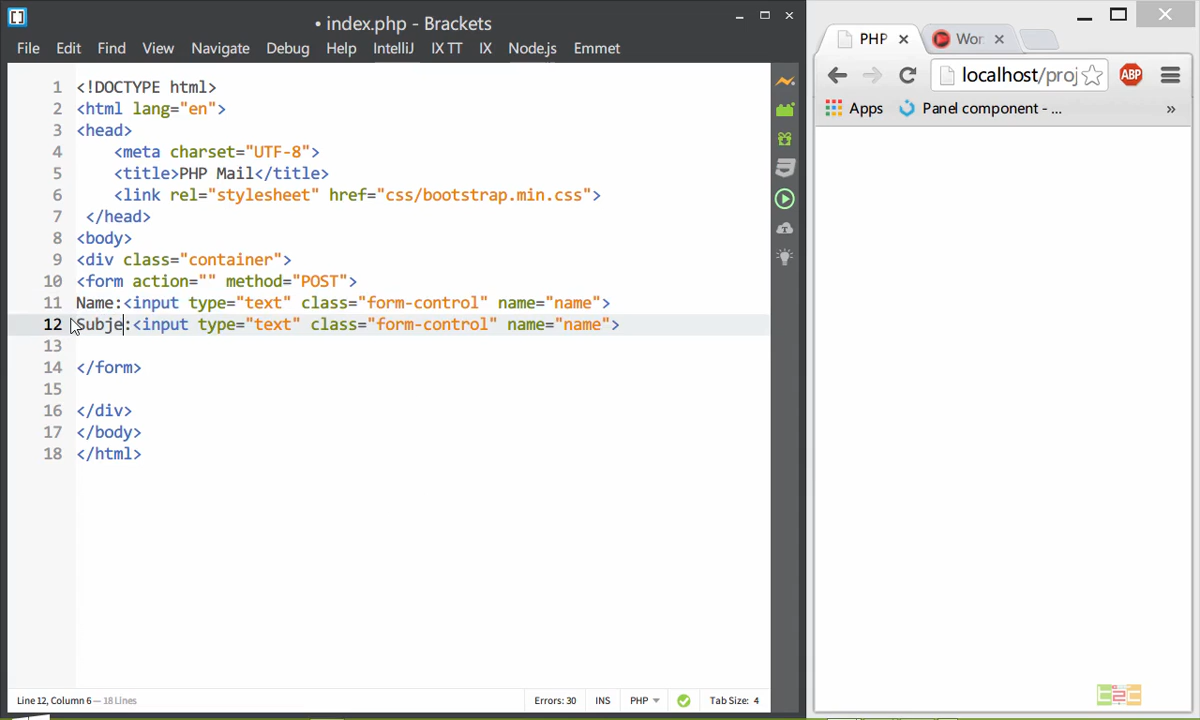 • index.php - Brackets
File Edit Find View Navigate Debug Help IntelliJ IX TT IX Node.js Emmet
1 <!DOCTYPE html>
2 <html lang="en">
3 <head>
4 <meta charset="UTF-8">
5 <title>PHP Mail</title>
6 <link rel="stylesheet" href="css/bootstrap.min.css">
7 </head>
8 <body>
9 <div class="container">
10 <form action="" method="POST">
11 Name:<input type="text" class="form-control" name="name">
12 Subje:<input type="text" class="form-control" name="name">
13
14 </form>
15
16 </div>
17 </body>
18 </html>
Line 12, Column 6 — 18 Lines
Errors: 30 INS PHP Tab Size: 4
PHP Wor
localhost/proj ABP
Apps Panel component - ... »
C2C